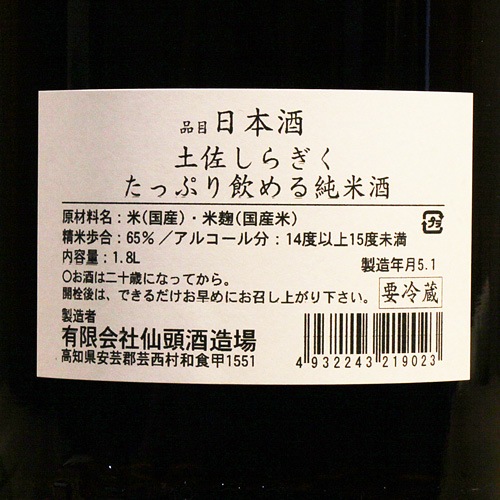 品目 日本酒
土佐しらぎく
たっぷり飲める純米酒
原材料名：米(国産)・米麹(国産米)
精米歩合：65％／アルコール分：14度以上15度未満
内容量：1.8L
製造年月5.1
〇お酒は二十歳になってから。
開栓後は、できるだけお早めにお召し上がり下さい。
要冷蔵
製造者
有限会社仙頭酒造場
高知県安芸郡芸西村和食甲1551
4932243219023
カミ